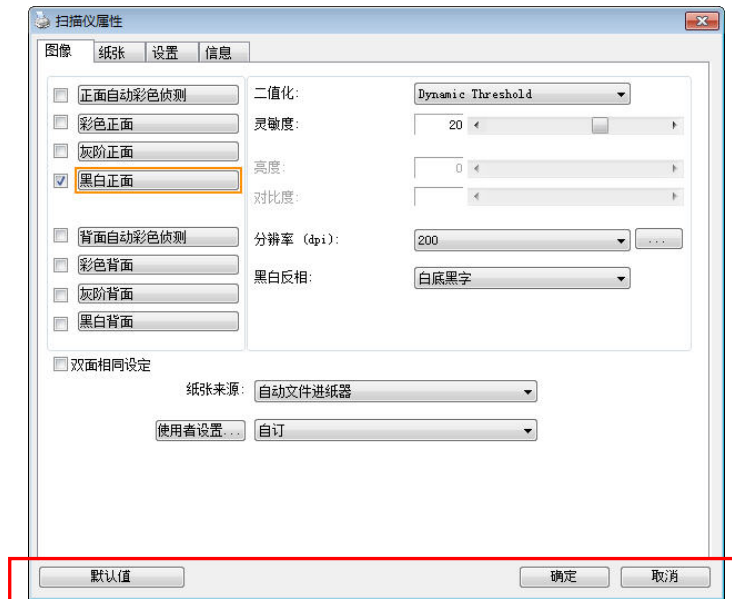 扫描仪属性
图像 纸张 设置 信息
正面自动彩色侦测
彩色正面
灰阶正面
黑白正面
背面自动彩色侦测
彩色背面
灰阶背面
黑白背面
二值化: Dynamic Threshold
灵敏度: 20
亮度: 0
对比度:
分辨率 (dpi): 200 ...
黑白反相: 白底黑字
双面相同设定
纸张来源: 自动文件进纸器
使用者设置... 自订
默认值 确定 取消